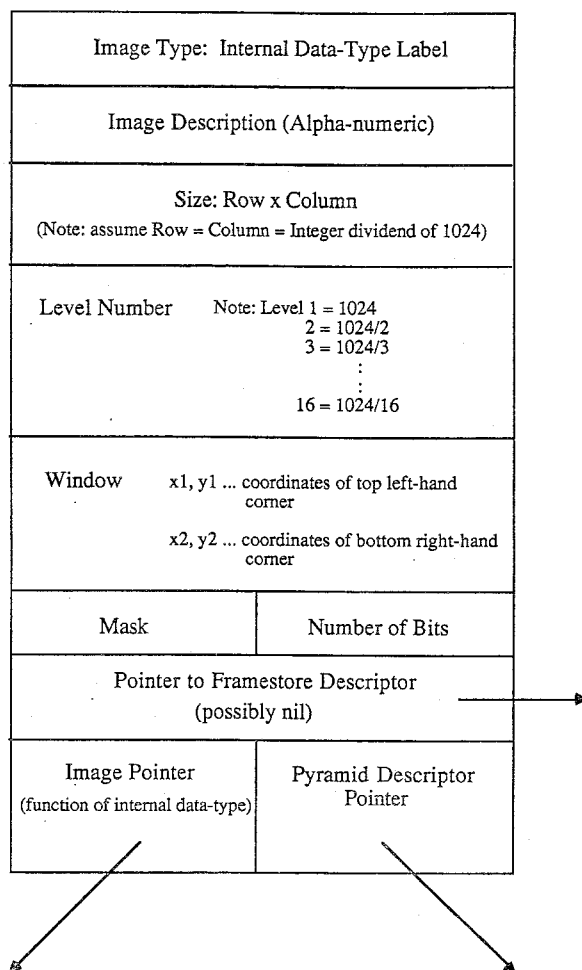 Image Type: Internal Data-Type Label
Image Description (Alpha-numeric)
Size: Row x Column
(Note: assume Row = Column = Integer dividend of 1024)
Level Number Note: Level 1 = 1024
2 = 1024/2
3 = 1024/3
:
:
16 = 1024/16
Window x1, y1 ... coordinates of top left-hand
corner
x2, y2 ... coordinates of bottom right-hand
corner
Mask Number of Bits
Pointer to Framestore Descriptor
(possibly nil)
Image Pointer Pyramid Descriptor
(function of internal data-type) Pointer